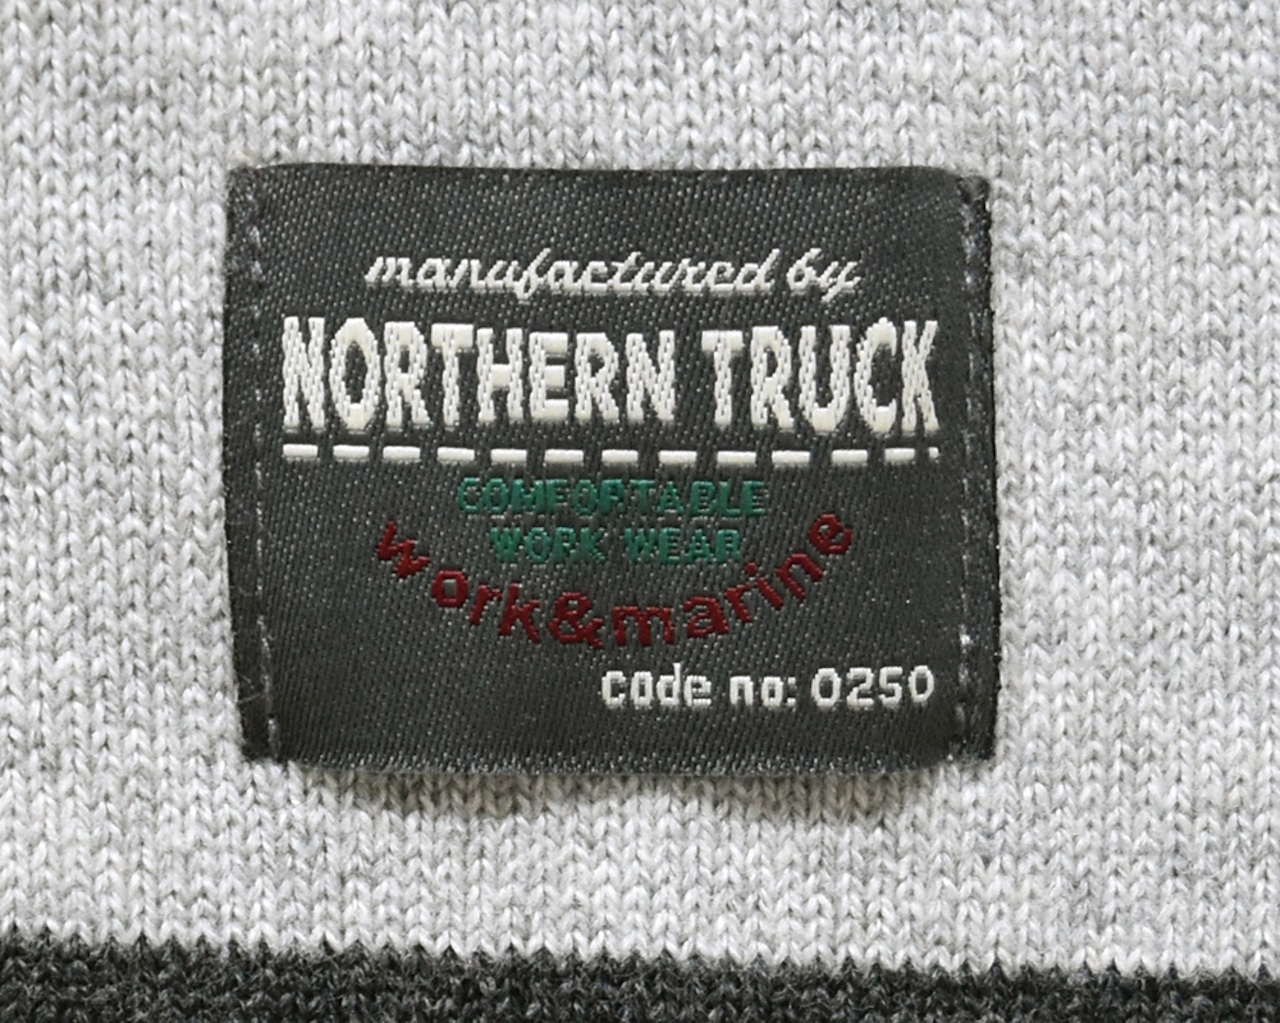 manufactured by
NORTHERN TRUCK
COMFORTABLE
WORK WEAR
work&marine
code no: 0250